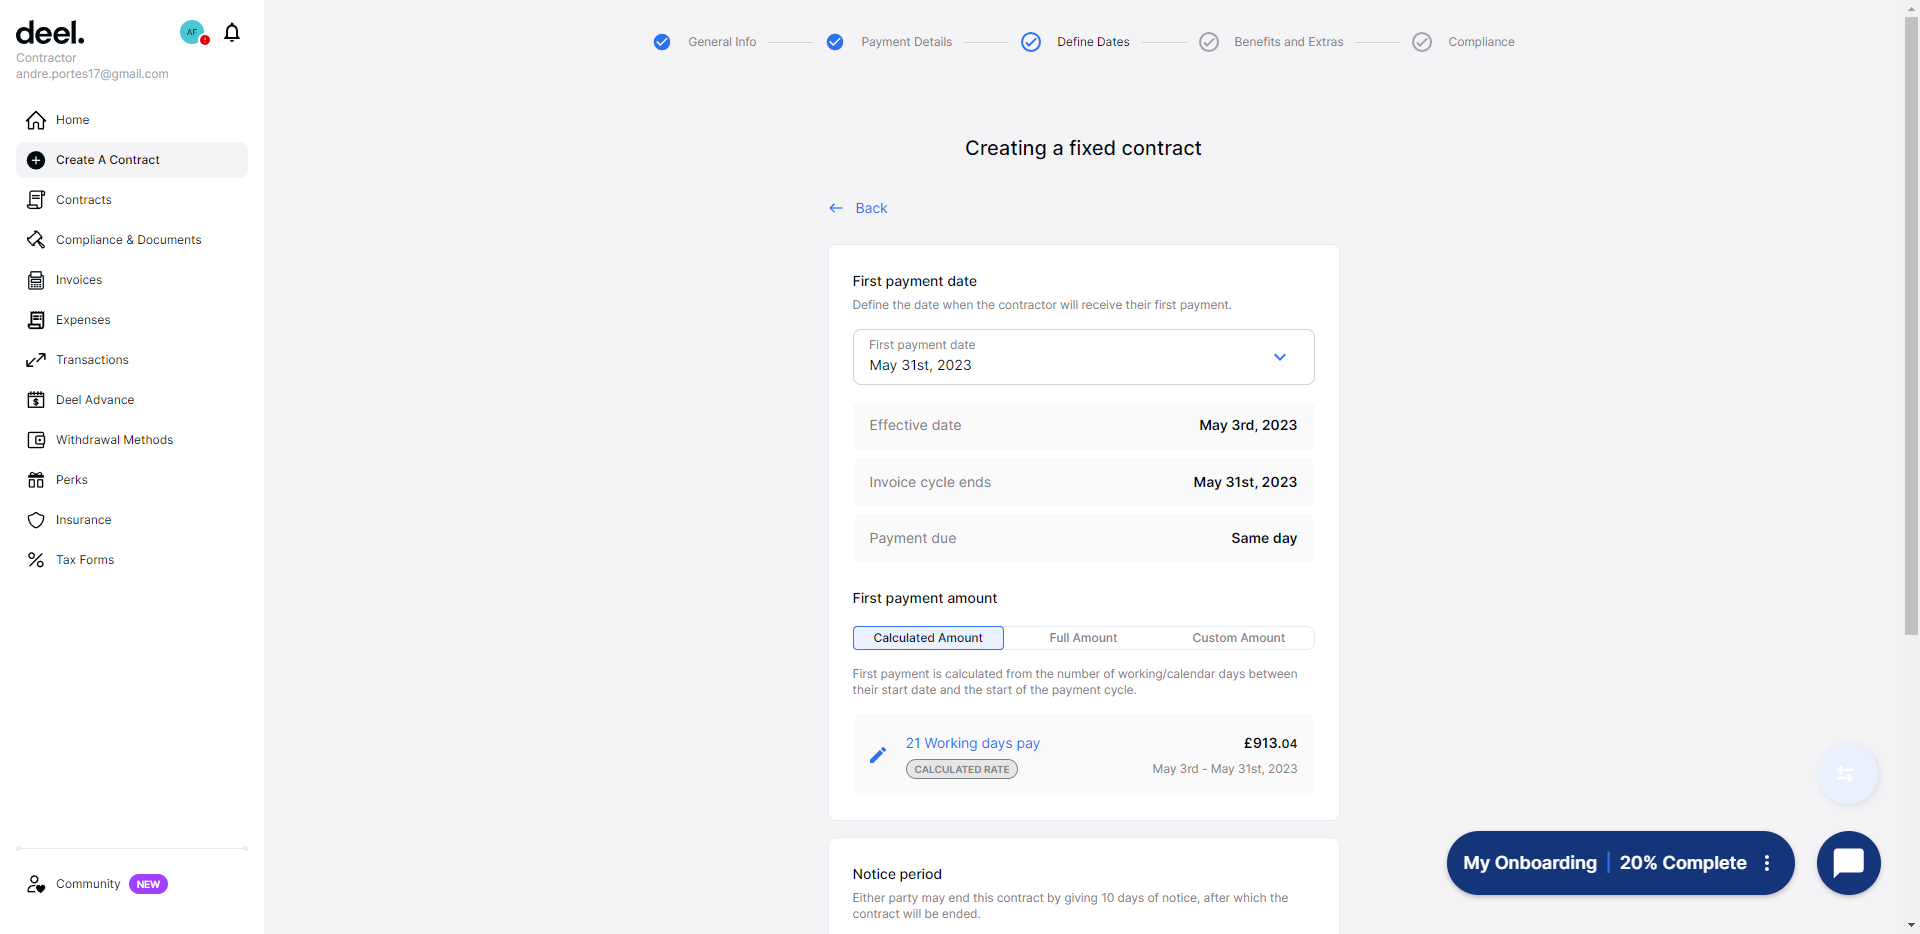 deel.
AF
Contractor
andre.portes17@gmail.com
Home
Create A Contract
Contracts
Compliance & Documents
Invoices
Expenses
Transactions
Deel Advance
Withdrawal Methods
Perks
Insurance
Tax Forms
Community NEW
General Info
Payment Details
Define Dates
Benefits and Extras
Compliance
Creating a fixed contract
Back
First payment date
Define the date when the contractor will receive their first payment.
First payment date
May 31st, 2023
Effective date May 3rd, 2023
Invoice cycle ends May 31st, 2023
Payment due Same day
First payment amount
Calculated Amount Full Amount Custom Amount
First payment is calculated from the number of working/calendar days between
their start date and the start of the payment cycle.
21 Working days pay £913.04
CALCULATED RATE May 3rd - May 31st, 2023
Notice period
Either party may end this contract by giving 10 days of notice, after which the
contract will be ended.
My Onboarding 20% Complete